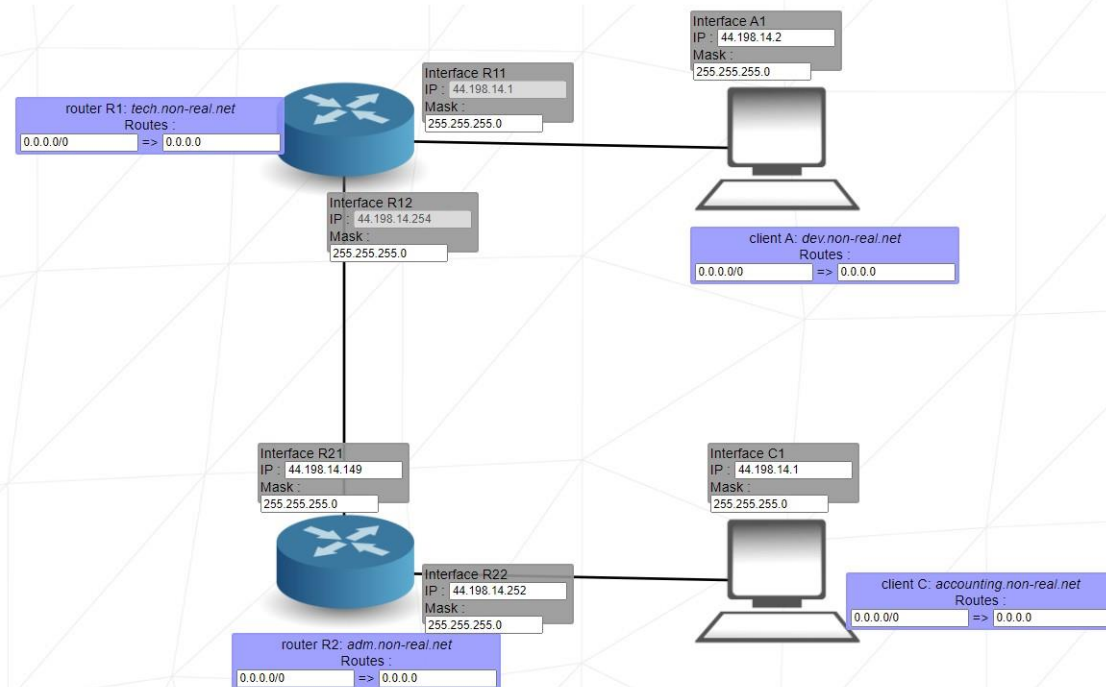 Interface A1
IP : 44.198.14.2
Mask :
255.255.255.0
Interface R11
IP : 44.198.14.1
Mask :
255.255.255.0
router R1: tech.non-real.net
Routes :
0.0.0.0/0 => 0.0.0.0
Interface R12
IP : 44.198.14.254
Mask :
255.255.255.0
client A: dev.non-real.net
Routes :
0.0.0.0/0 => 0.0.0.0
Interface R21
IP : 44.198.14.149
Mask :
255.255.255.0
Interface C1
IP : 44.198.14.1
Mask :
255.255.255.0
Interface R22
IP : 44.198.14.252
Mask :
255.255.255.0
client C: accounting.non-real.net
Routes :
0.0.0.0/0 => 0.0.0.0
router R2: adm.non-real.net
Routes :
0.0.0.0/0 => 0.0.0.0